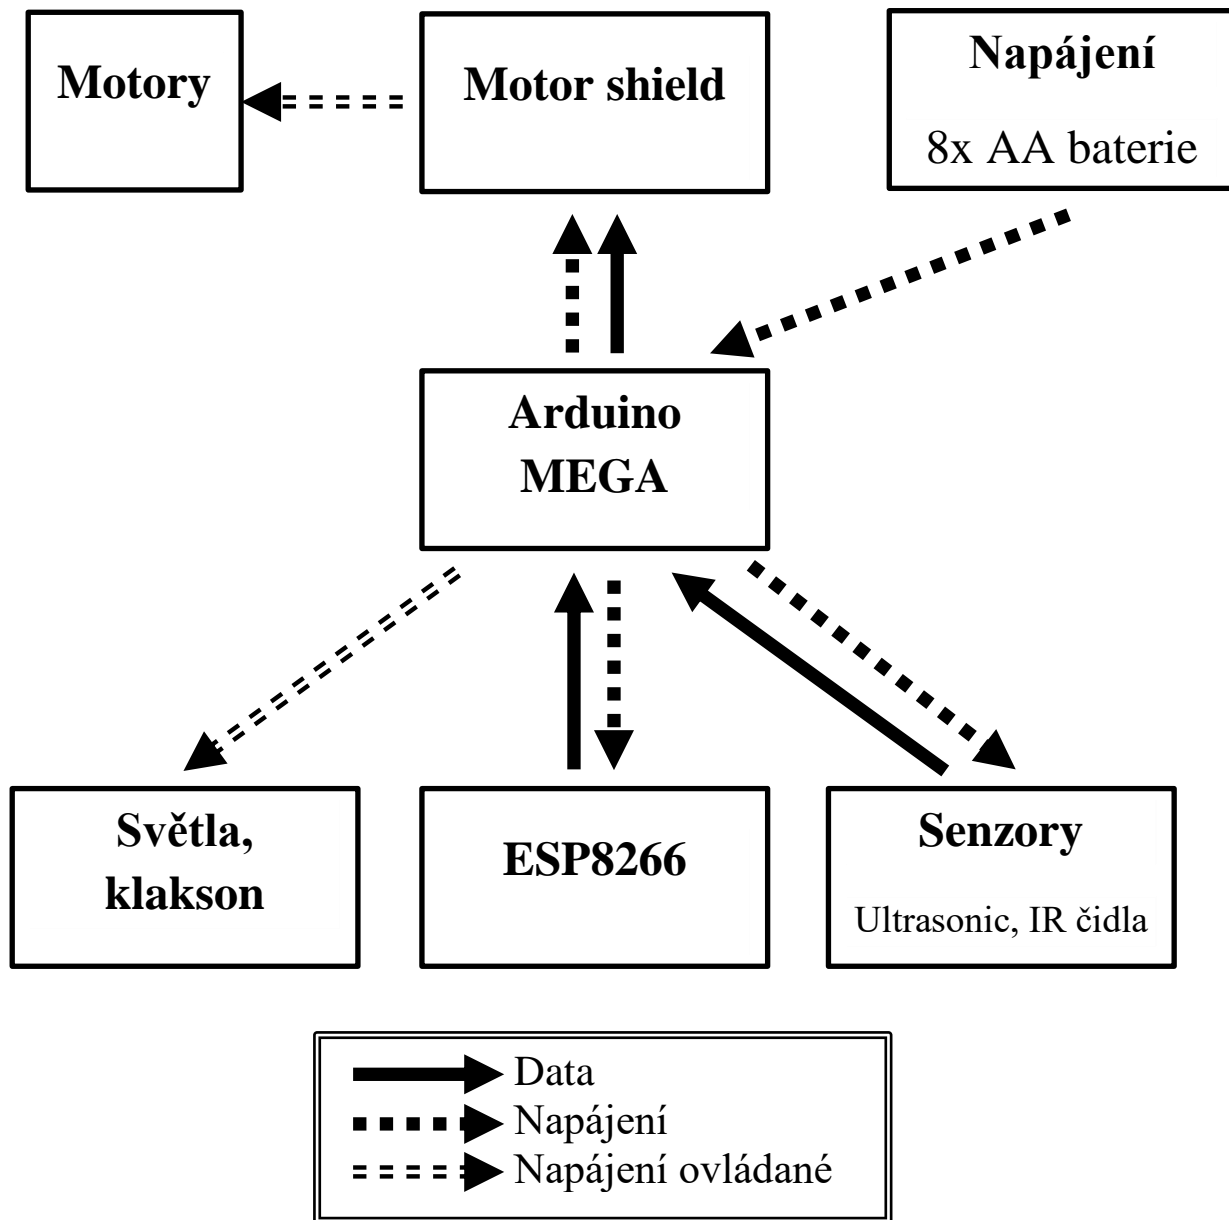 Motory
Motor shield
Napájení
8x AA baterie
Arduino
MEGA
Světla,
klakson
ESP8266
Senzory
Ultrasonic, IR čidla
Data
Napájení
Napájení ovládané